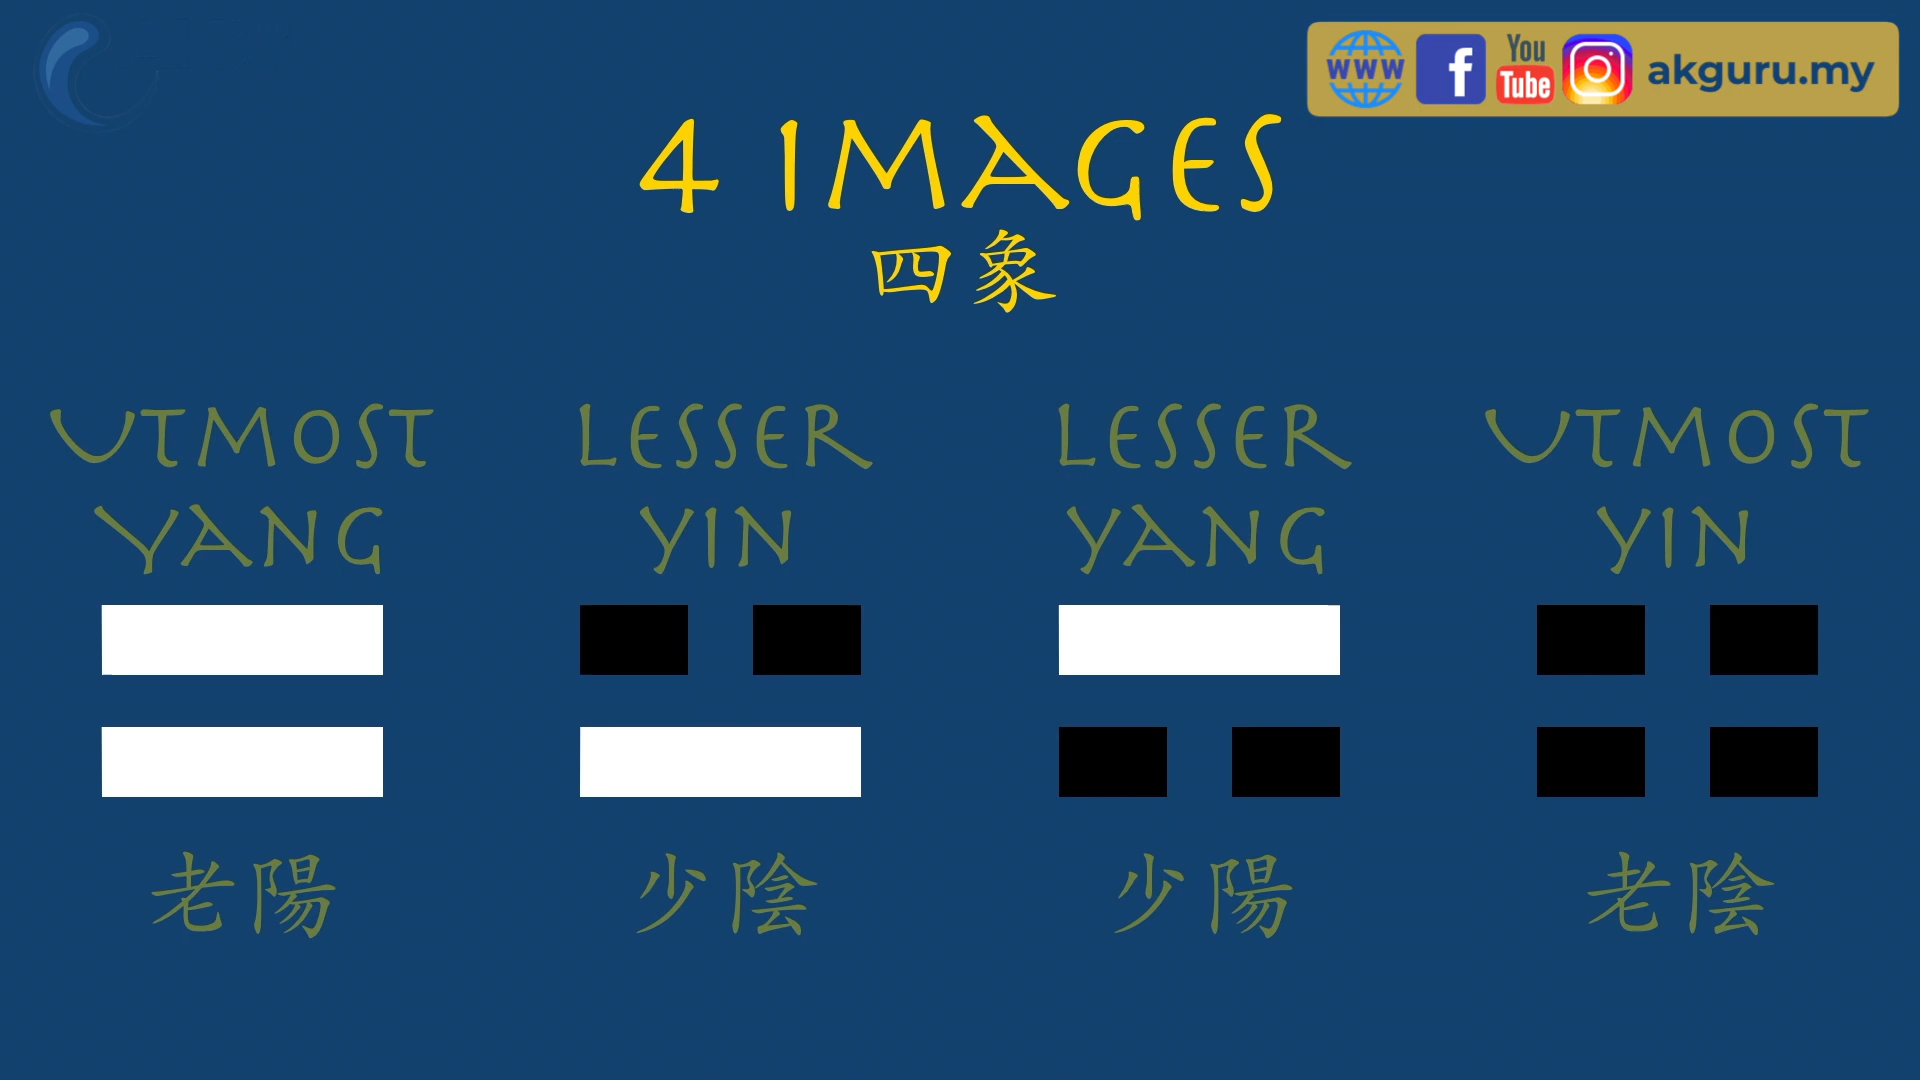 WWW f You Tube akguru.my
4 IMAGES
四象
UTMOST YANG
LESSER YIN
LESSER YANG
UTMOST YIN
老陽
少陰
少陽
老陰